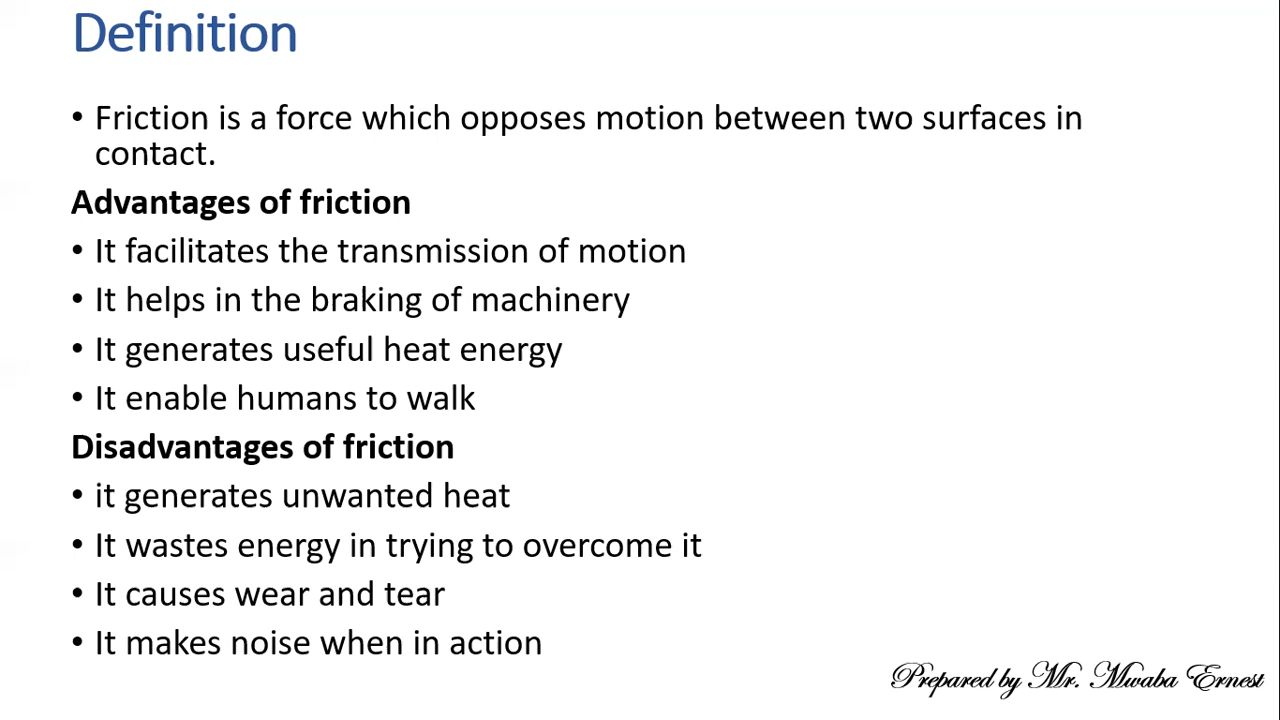 Definition
• Friction is a force which opposes motion between two surfaces in
contact.
Advantages of friction
• It facilitates the transmission of motion
• It helps in the braking of machinery
• It generates useful heat energy
• It enable humans to walk
Disadvantages of friction
• it generates unwanted heat
• It wastes energy in trying to overcome it
• It causes wear and tear
• It makes noise when in action
Prepared by Mr. Mwaba Ernest